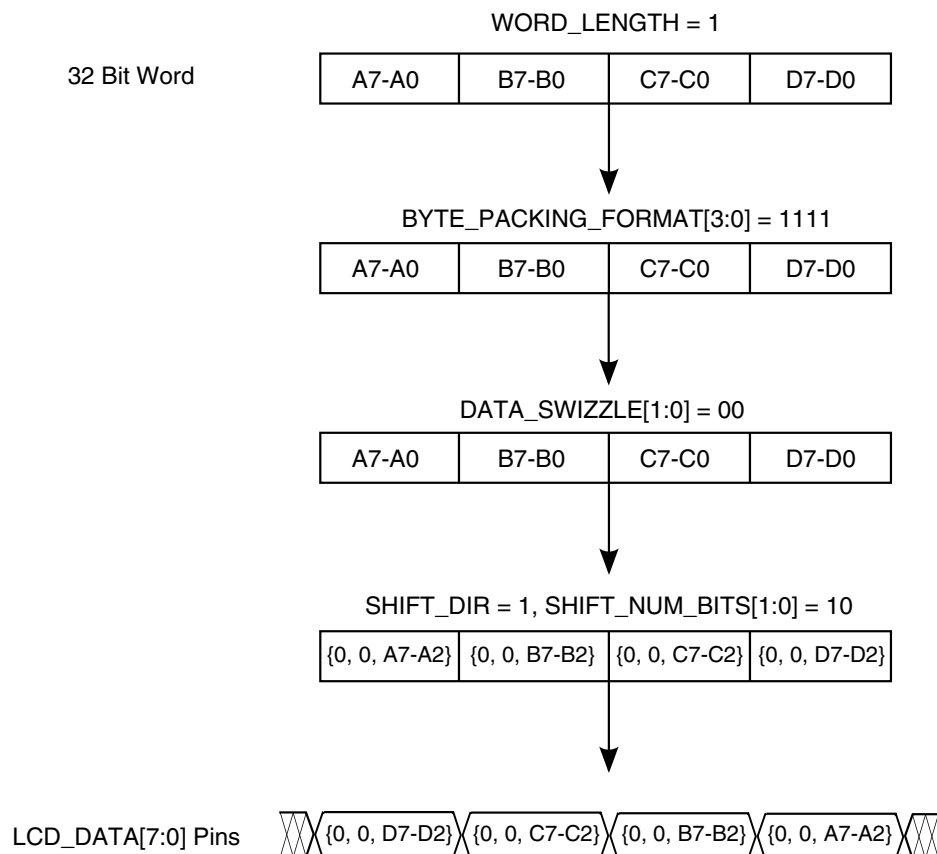 WORD_LENGTH = 1
32 Bit Word
A7-A0 B7-B0 C7-C0 D7-D0
BYTE_PACKING_FORMAT[3:0] = 1111
A7-A0 B7-B0 C7-C0 D7-D0
DATA_SWIZZLE[1:0] = 00
A7-A0 B7-B0 C7-C0 D7-D0
SHIFT_DIR = 1, SHIFT_NUM_BITS[1:0] = 10
{0, 0, A7-A2} {0, 0, B7-B2} {0, 0, C7-C2} {0, 0, D7-D2}
LCD_DATA[7:0] Pins {0, 0, D7-D2} {0, 0, C7-C2} {0, 0, B7-B2} {0, 0, A7-A2}